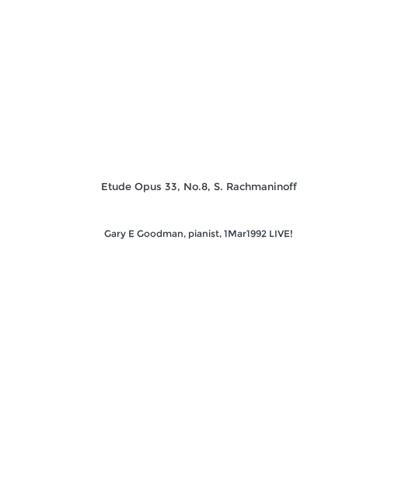 Etude Opus 33, No.8, S. Rachmaninoff
Gary E Goodman, pianist, 1Mar1992 LIVE!